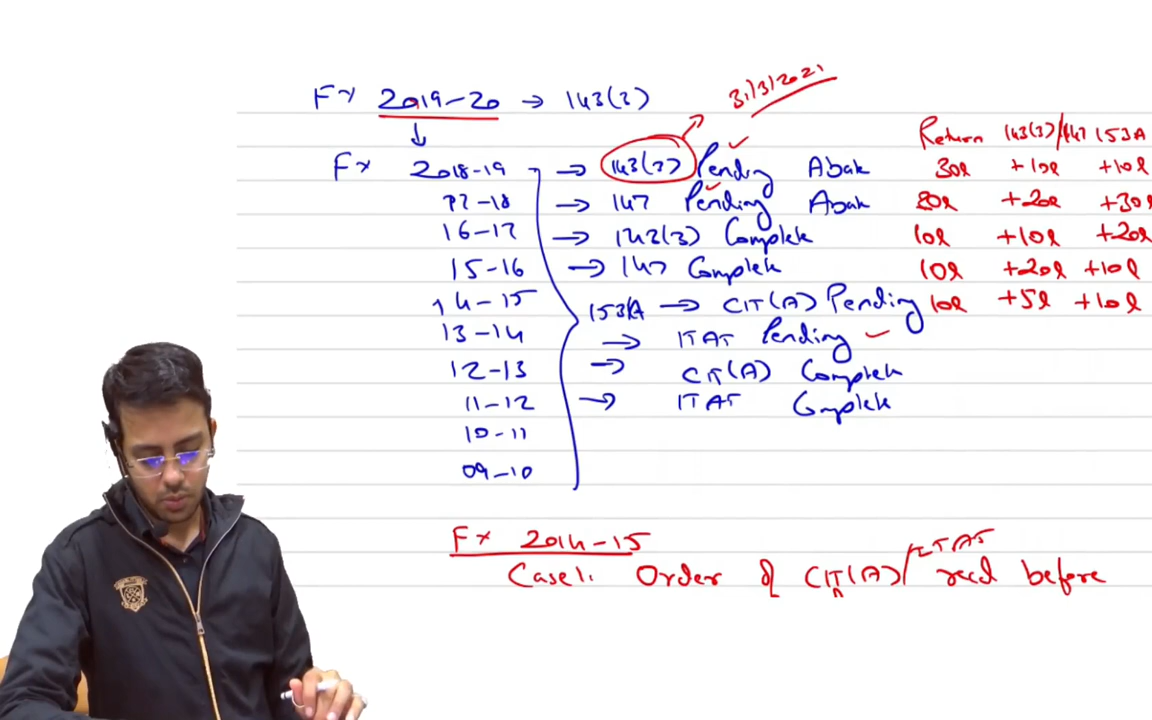 FY 2019-20 → 143(3) 31/3/2021
Return 143(3)/147 153A
FY 2018-19 → 143(3) Pending Abate 30l +10l +10l
17-18 → 147 Pending Abate 20l +20l +30l
16-17 → 143(3) Complete 10l +10l +20l
15-16 → 147 Complete 10l +20l +10l
14-15 153A → CIT(A) Pending 10l +5l +10l
13-14 → ITAT Pending
12-13 → CIT(A) Complete
11-12 → ITAT Complete
10-11
09-10
FY 2014-15
Case 1: Order of CIT(A)/ITAT recd before